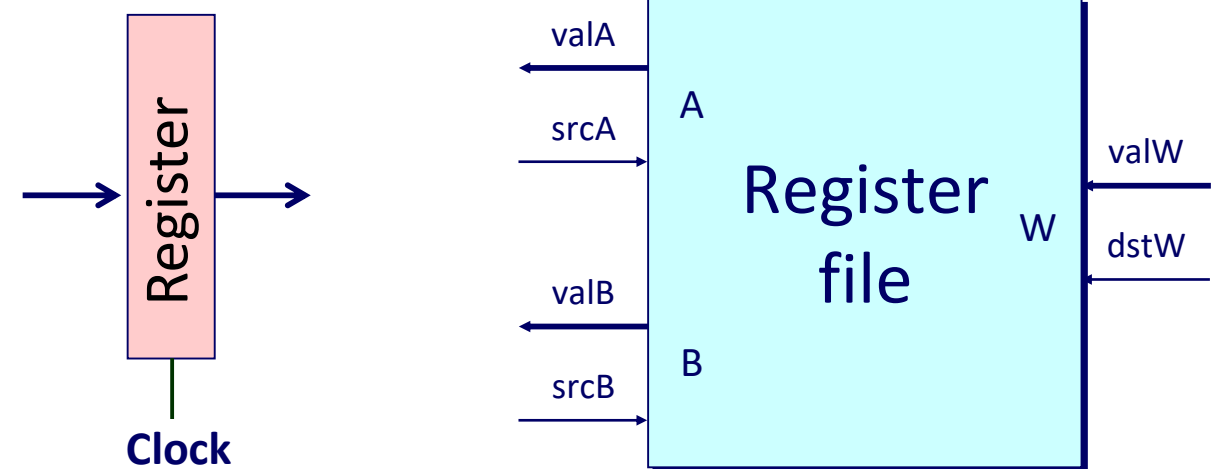 Register
Clock
valA
A
srcA
Register
file
valW
W
dstW
valB
B
srcB